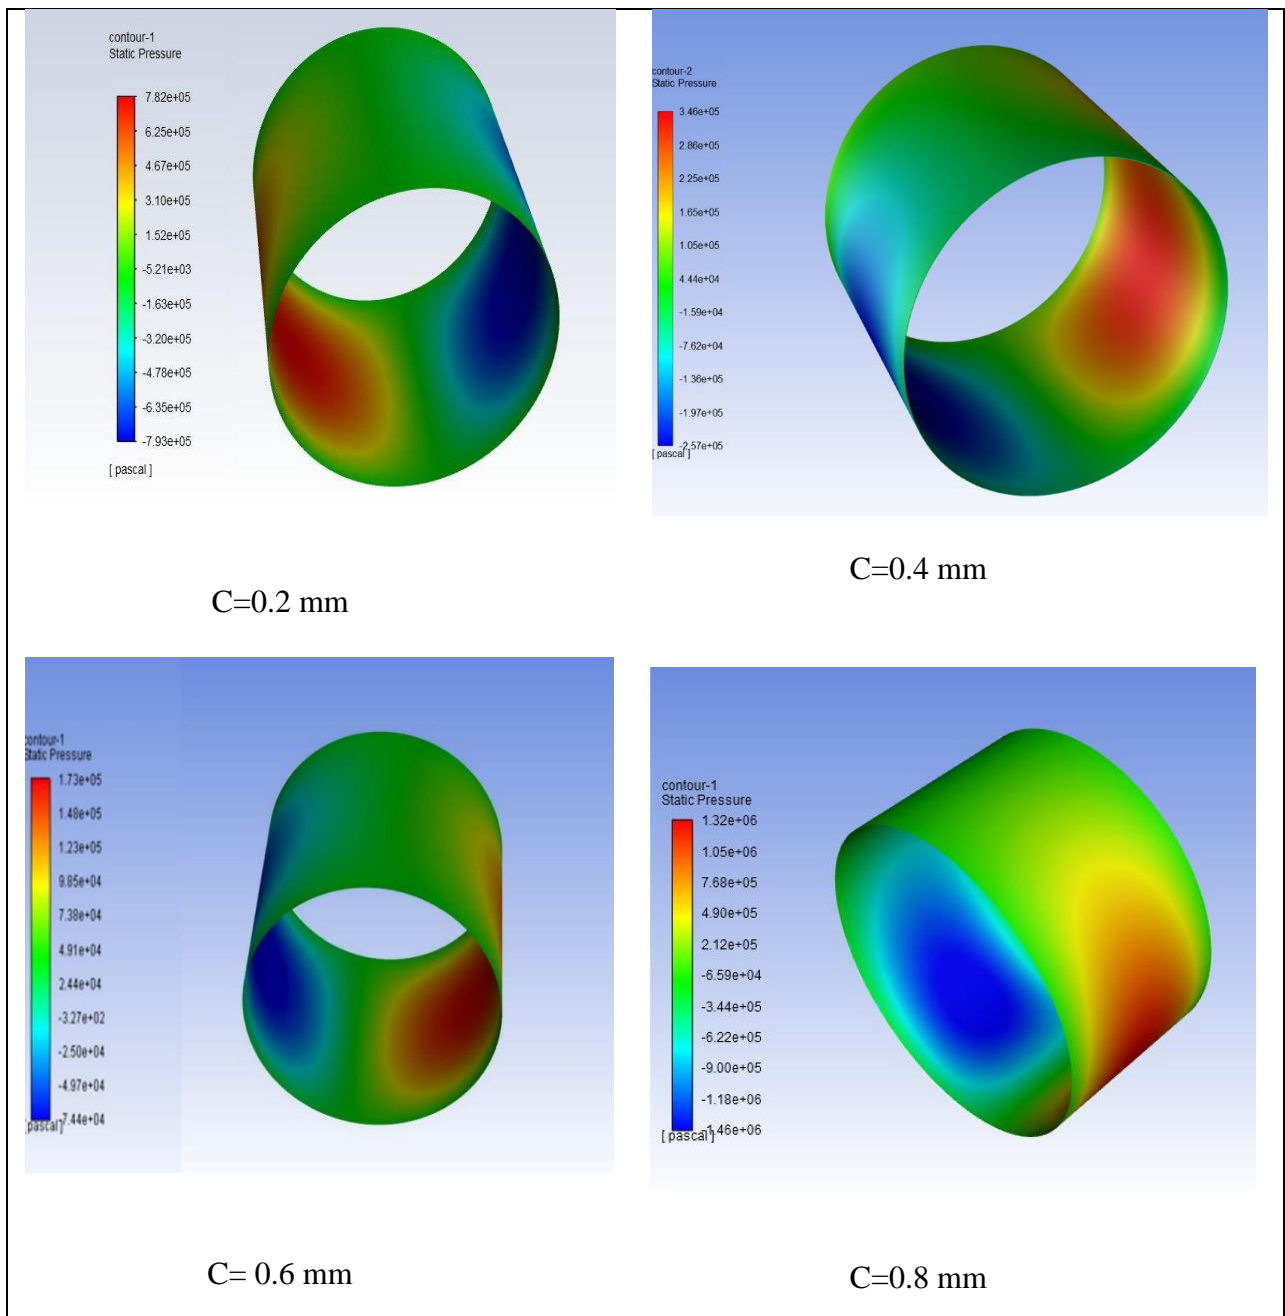 contour-1
Static Pressure
7.82e+05
6.25e+05
4.67e+05
3.10e+05
1.52e+05
-5.21e+03
-1.63e+05
-3.20e+05
-4.78e+05
-6.35e+05
-7.93e+05
[ pascal ]
C=0.2 mm
contour-2
Static Pressure
3.46e+05
2.86e+05
2.25e+05
1.65e+05
1.05e+05
4.44e+04
-1.59e+04
-7.62e+04
-1.36e+05
-1.97e+05
-2.57e+05
[ pascal ]
C=0.4 mm
contour-1
Static Pressure
1.73e+05
1.48e+05
1.23e+05
9.85e+04
7.38e+04
4.91e+04
2.44e+04
-3.27e+02
-2.50e+04
-4.97e+04
-7.44e+04
[pascal]
C= 0.6 mm
contour-1
Static Pressure
1.32e+06
1.05e+06
7.68e+05
4.90e+05
2.12e+05
-6.59e+04
-3.44e+05
-6.22e+05
-9.00e+05
-1.18e+06
-1.46e+06
[ pascal ]
C=0.8 mm